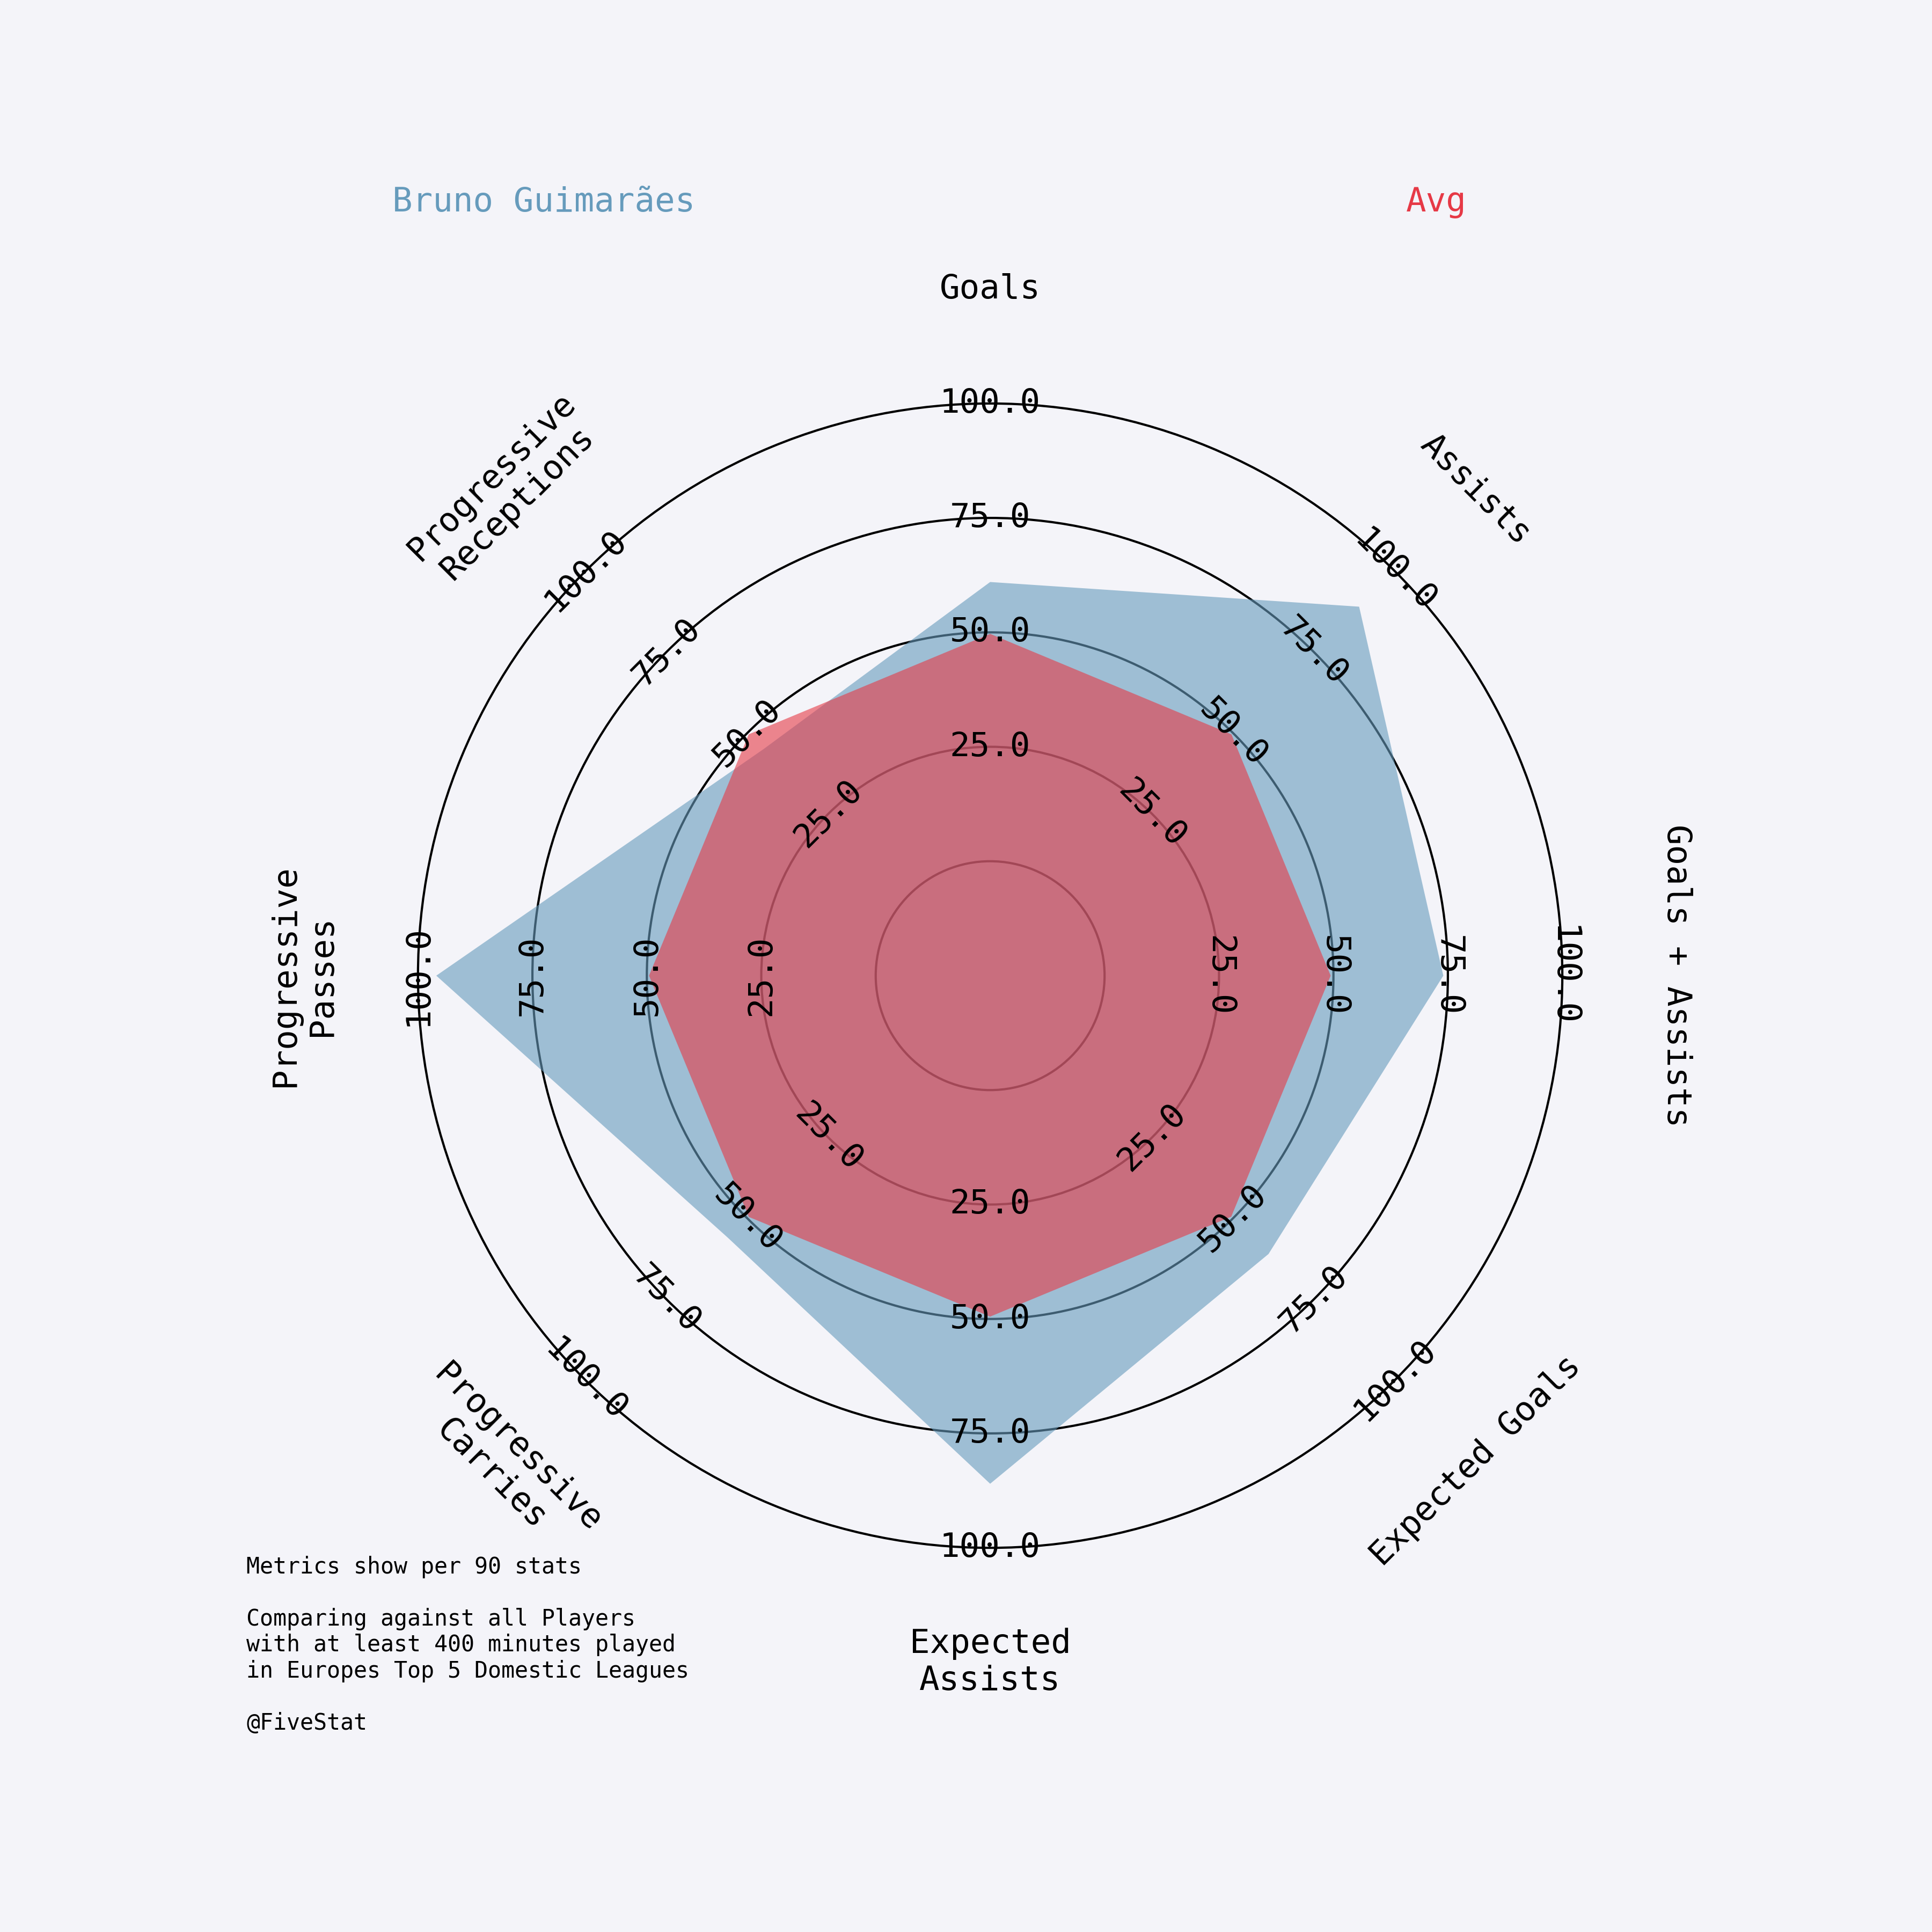 Bruno Guimarães
Avg
Goals
Assists
Goals + Assists
Expected Goals
Expected
Assists
Progressive
Carries
Progressive
Passes
Progressive
Receptions
25.0
50.0
75.0
100.0
25.0
50.0
75.0
100.0
25.0
50.0
75.0
100.0
25.0
50.0
75.0
100.0
25.0
50.0
75.0
100.0
25.0
50.0
75.0
100.0
25.0
50.0
75.0
100.0
25.0
50.0
75.0
100.0
Metrics show per 90 stats
Comparing against all Players
with at least 400 minutes played
in Europes Top 5 Domestic Leagues
@FiveStat